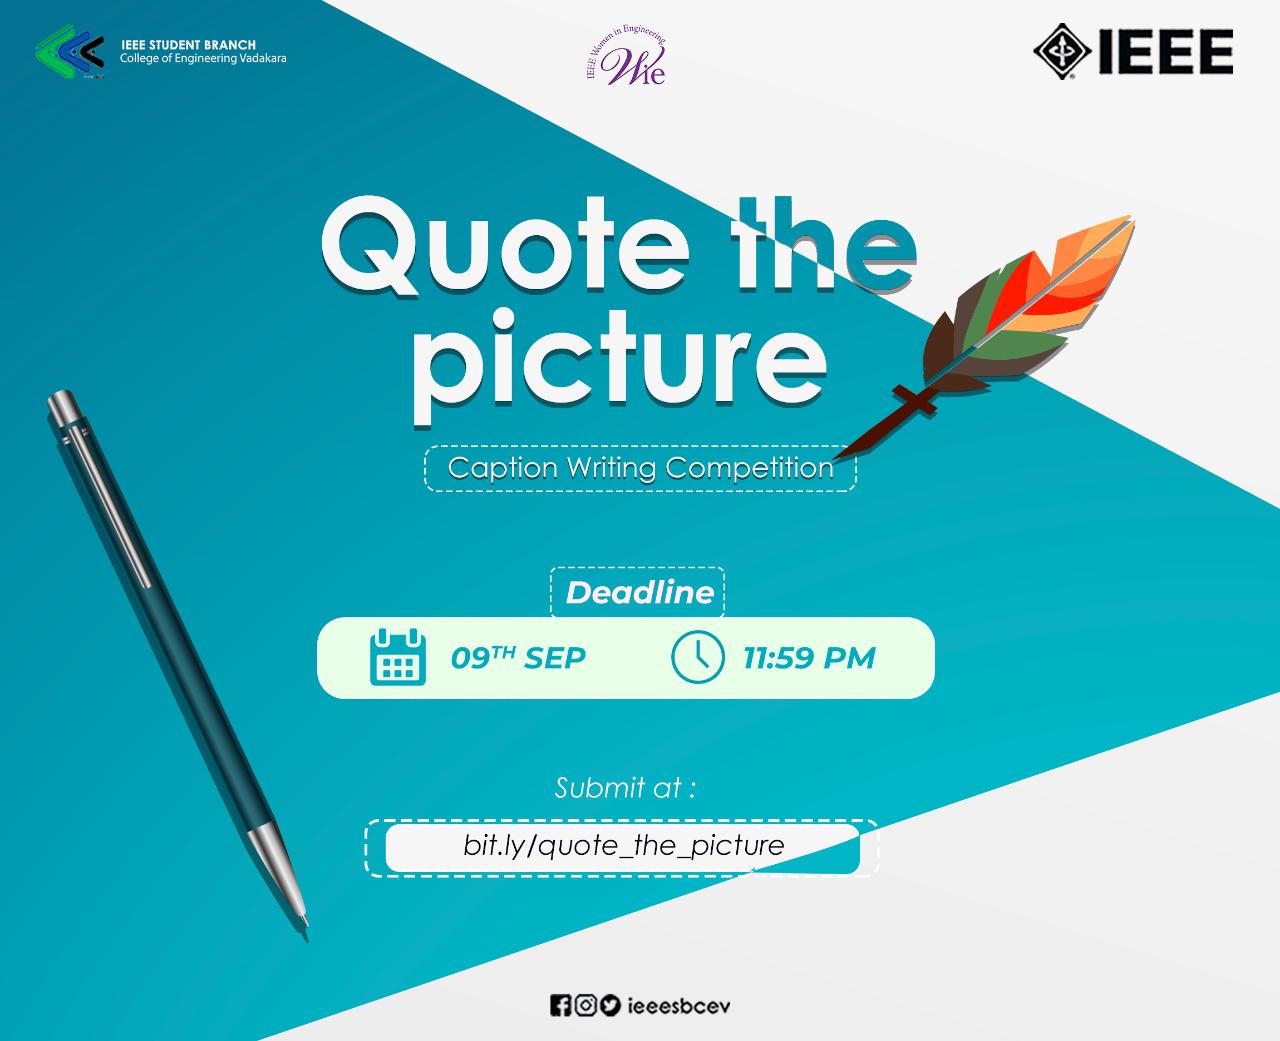 IEEE STUDENT BRANCH
College of Engineering Vadakara
IEEE Women in Engineering
Wie
IEEE
Quote the
picture
Caption Writing Competition
Deadline
09TH SEP
11:59 PM
Submit at :
bit.ly/quote_the_picture
ieeesbcev